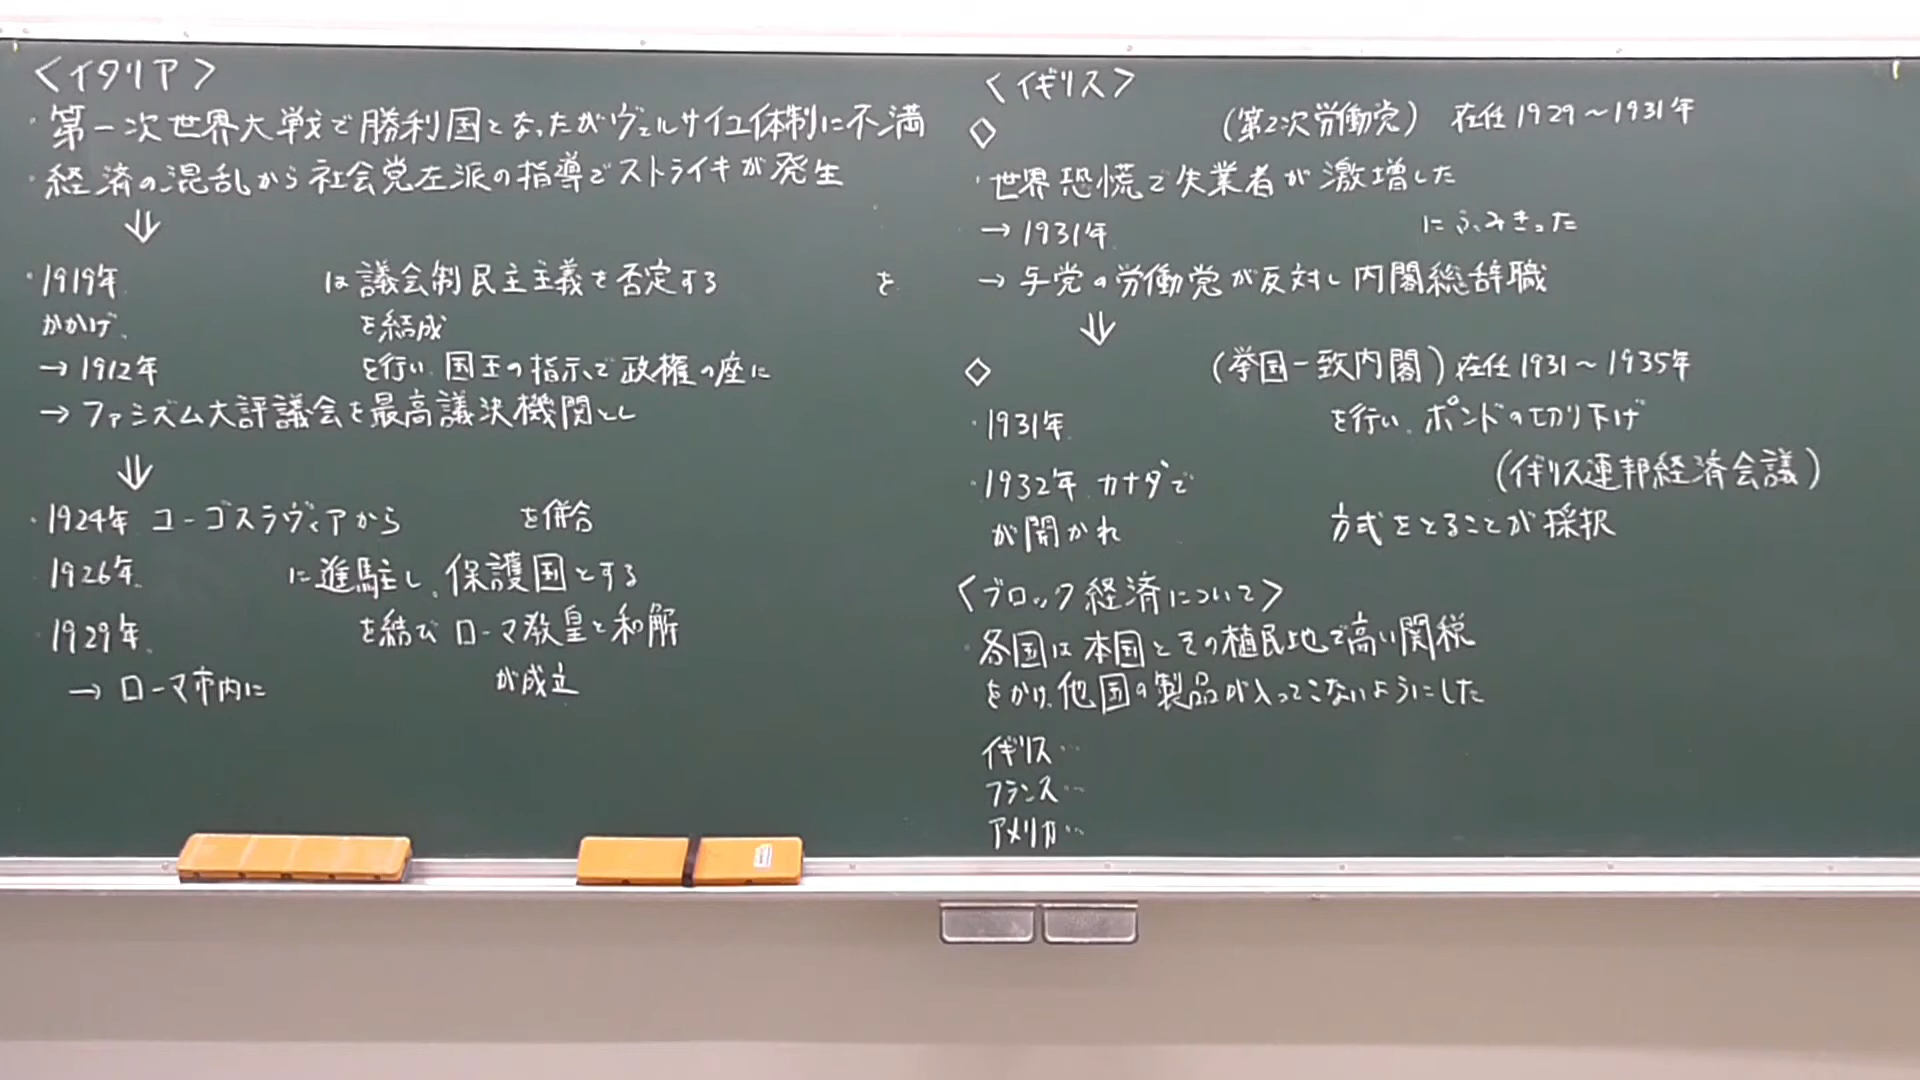 <イタリア>
・第一次世界大戦で勝利国となったがヴェルサイユ体制に不満
・経済の混乱から社会党左派の指導でストライキが発生
⇓
・1919年 は議会制民主主義を否定する を
かかげ、 を結成
→1912年 を行い国王の指示で政権の座に
→ファシズム大評議会を最高議決機関とし
⇓
・1924年 ユーゴスラヴィアから を併合
・1926年、 に進駐し、保護国とする
・1929年、 を結びローマ教皇と和解
→ローマ市内に が成立
<イギリス>
◇ (第2次労働党) 在任1929～1931年
・世界恐慌で失業者が激増した
→1931年 にふみきった
→与党の労働党が反対し内閣総辞職
⇓
◇ (挙国一致内閣)在任1931～1935年
・1931年、 を行い、ポンドの切り下げ
・1932年、カナダで (イギリス連邦経済会議)
が開かれ 方式をとることが採択
<ブロック経済について>
・各国は本国とその植民地で高い関税
をかけ、他国の製品が入ってこないようにした
イギリス…
フランス…
アメリカ…